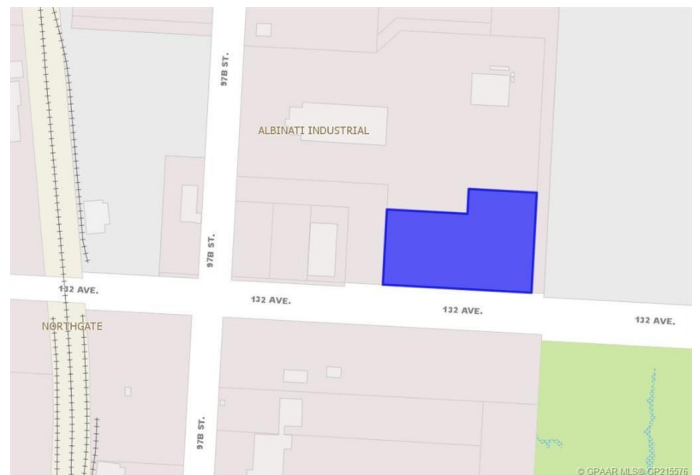 97B ST.
ALBINATI INDUSTRIAL
97B ST.
132 AVE.
132 AVE.
132 AVE.
132 AVE.
NORTHGATE
97B ST.
© GPAAR MLS® GP215576